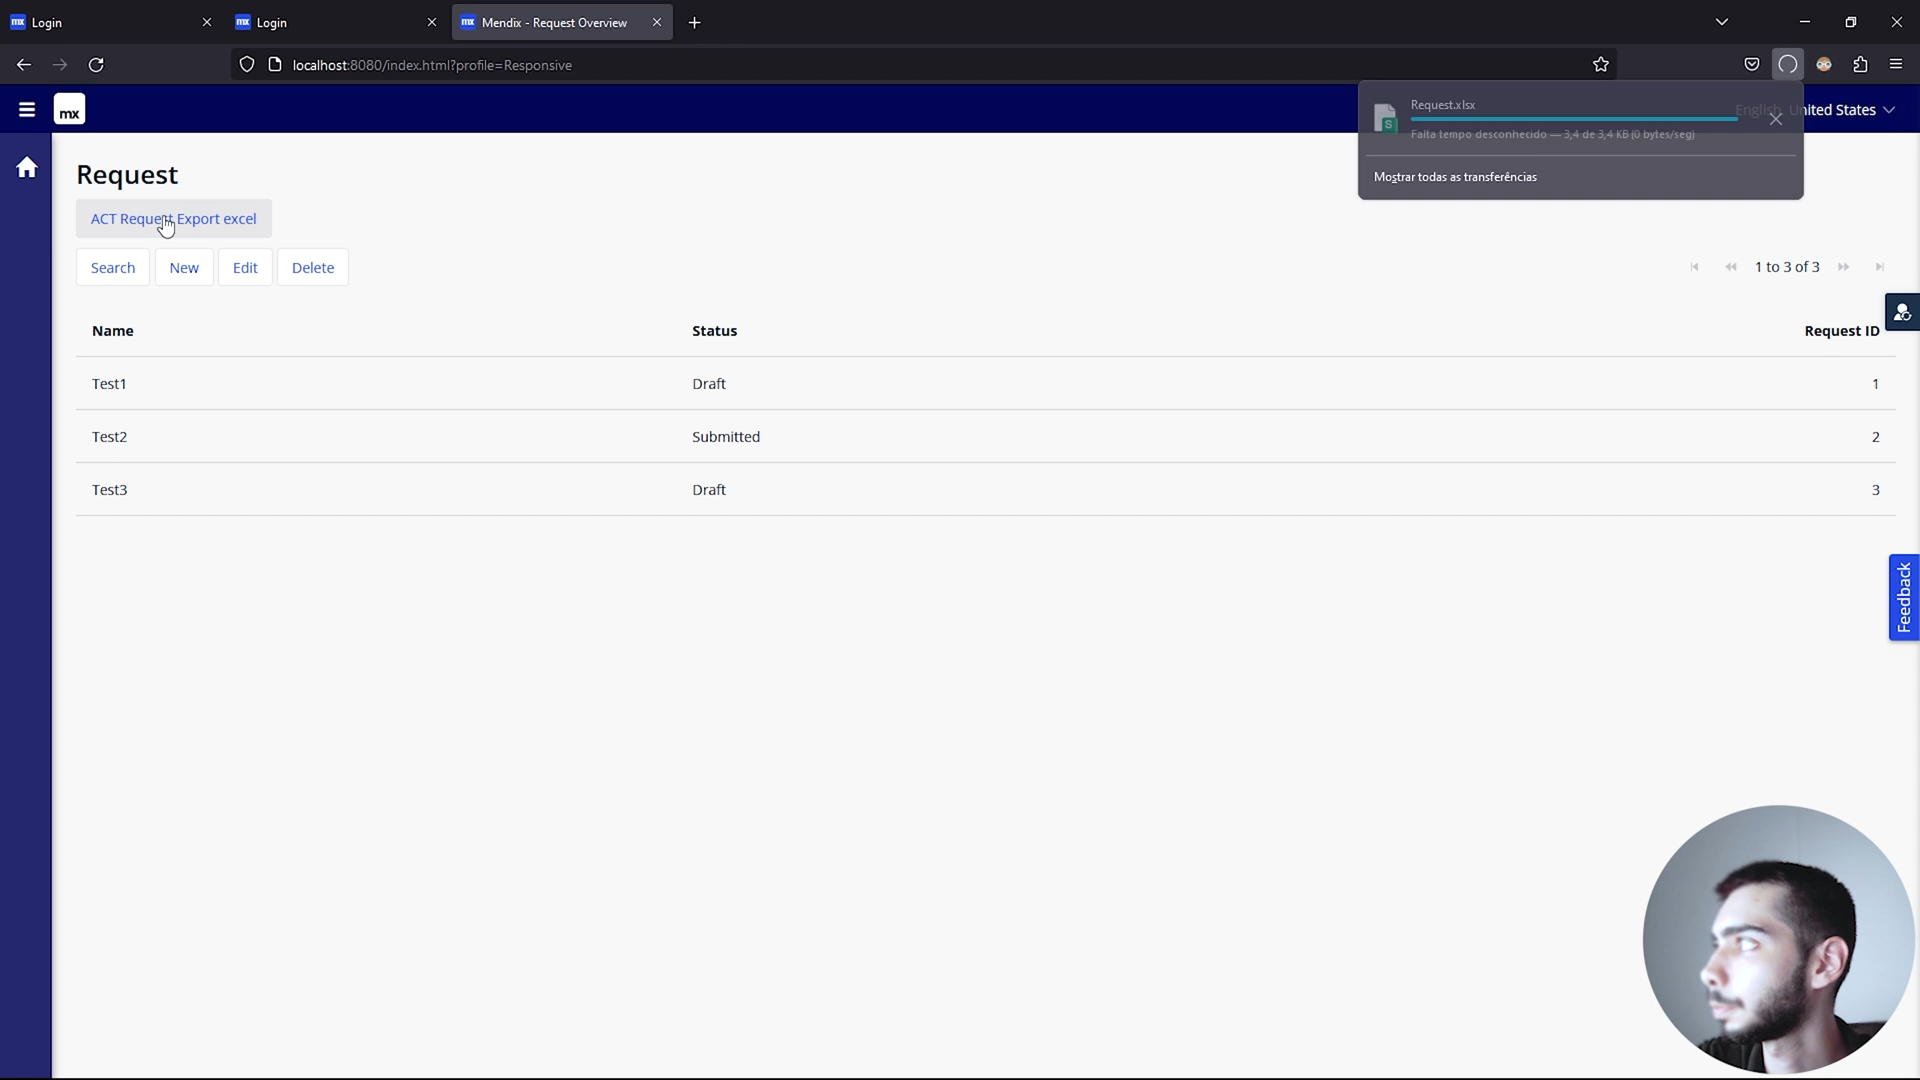 Login
Login
Mendix - Request Overview
localhost:8080/index.html?profile=Responsive
mx
English, United States
Request.xlsx
Falta tempo desconhecido — 3,4 de 3,4 KB (0 bytes/seg)
Mostrar todas as transferências
Request
ACT Request Export excel
Search New Edit Delete
1 to 3 of 3
Name Status Request ID
Test1 Draft 1
Test2 Submitted 2
Test3 Draft 3
Feedback